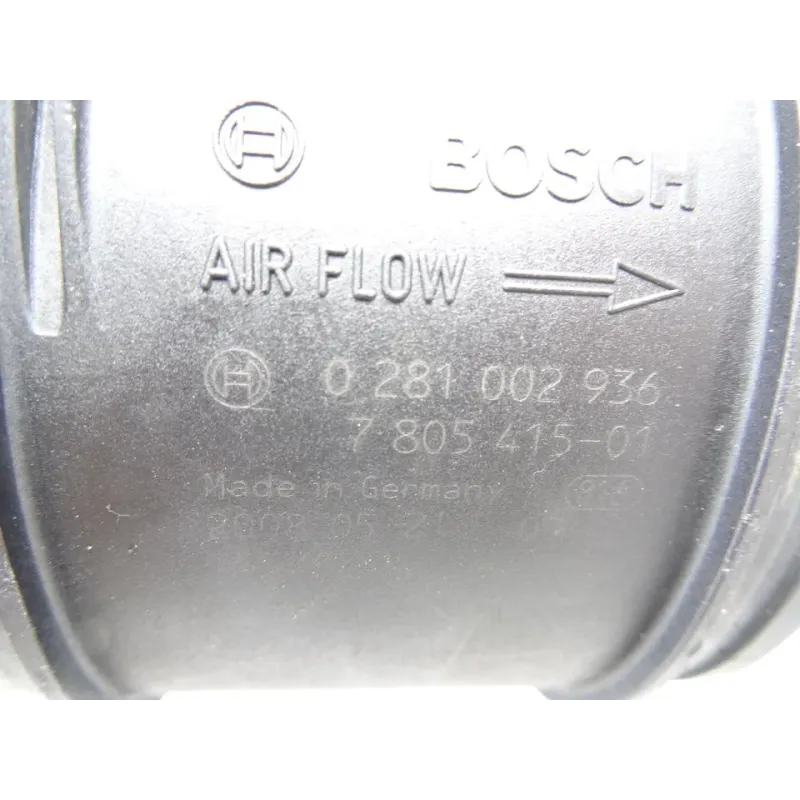 BOSCH
AIR FLOW
0 281 002 936
7 805 415-01
Made in Germany